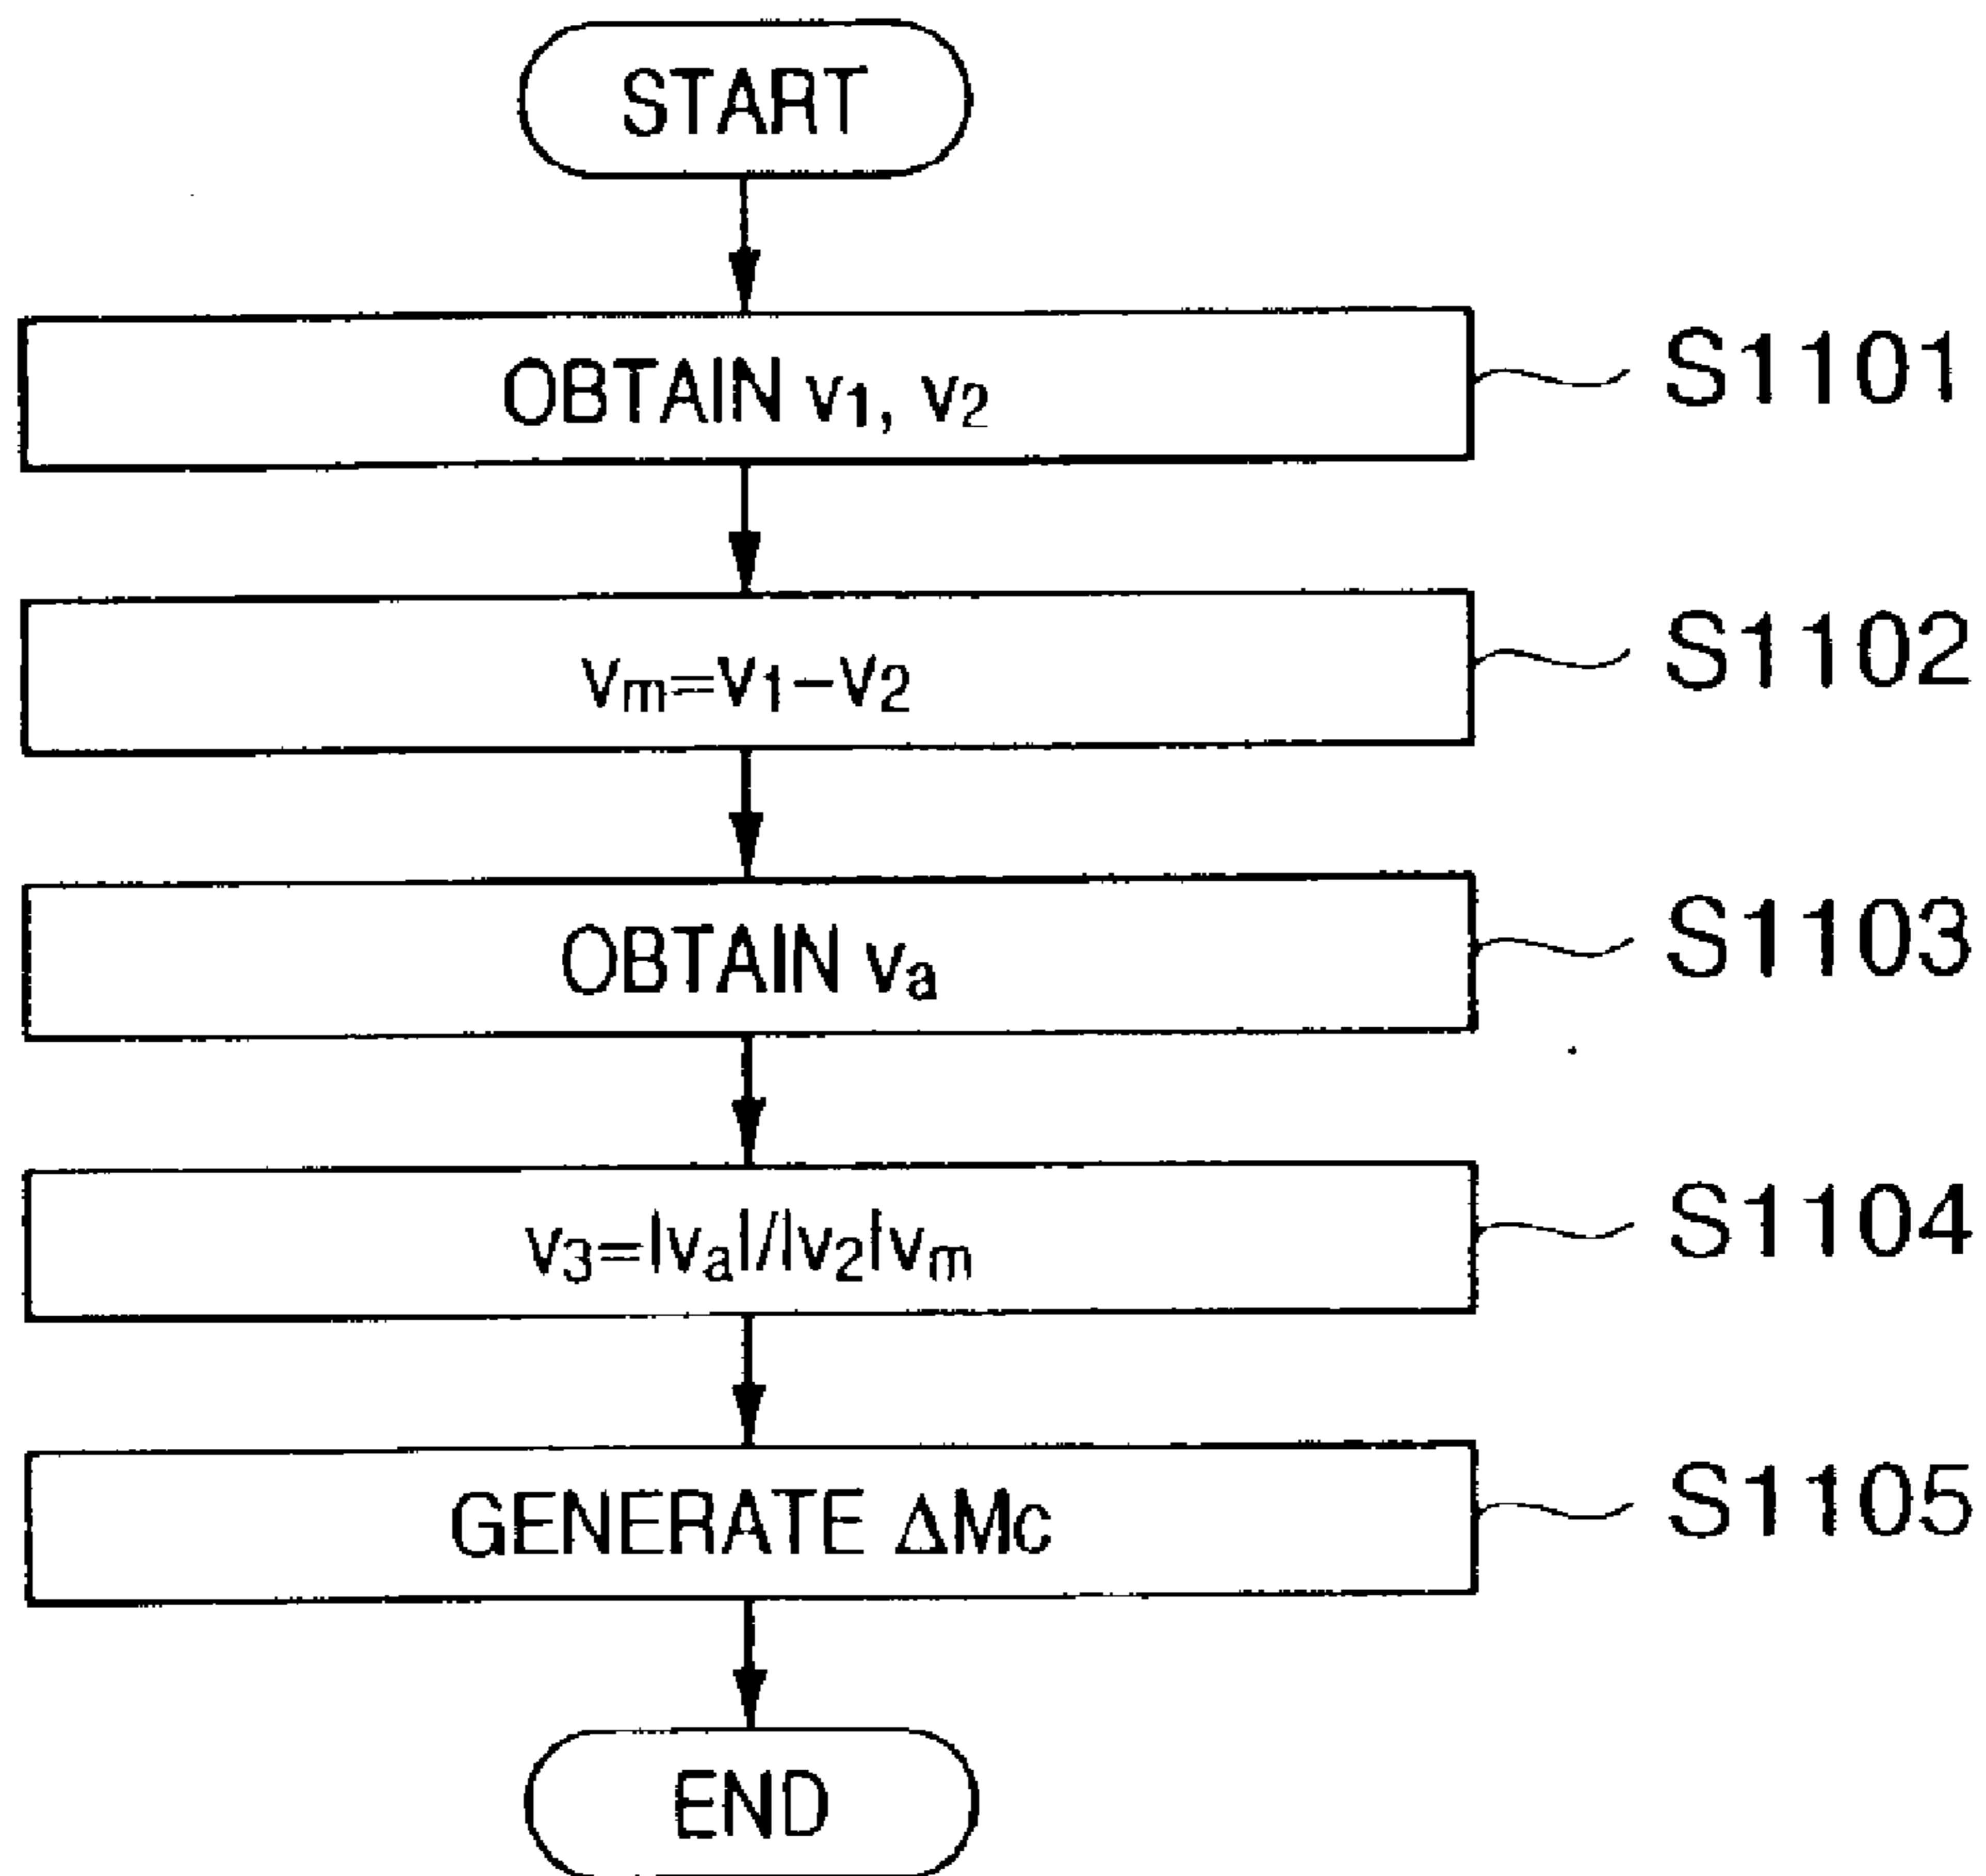 START
OBTAIN v₁, v₂
S1101
vₘ=v₁−v₂
S1102
OBTAIN vₐ
S1103
v₃=|vₐ|/|v₂|vₘ
S1104
GENERATE ΔMc
S1105
END